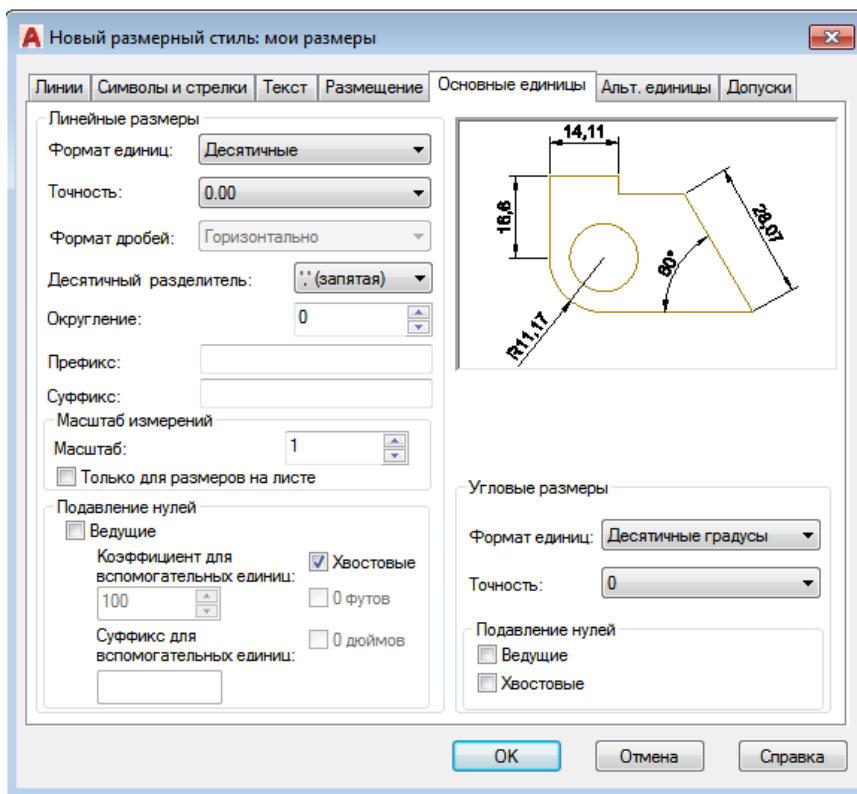 Новый размерный стиль: мои размеры
Линии Символы и стрелки Текст Размещение Основные единицы Альт. единицы Допуски
Линейные размеры
Формат единиц: Десятичные
Точность: 0.00
Формат дробей: Горизонтально
Десятичный разделитель: ',' (запятая)
Округление: 0
Префикс:
Суффикс:
Масштаб измерений
Масштаб: 1
Только для размеров на листе
Подавление нулей
Ведущие
Коэффициент для
вспомогательных единиц:
100
Хвостовые
0 футов
Суффикс для
вспомогательных единиц:
0 дюймов
14,11
16,6
28,07
60°
R11,17
Угловые размеры
Формат единиц: Десятичные градусы
Точность: 0
Подавление нулей
Ведущие
Хвостовые
OK Отмена Справка